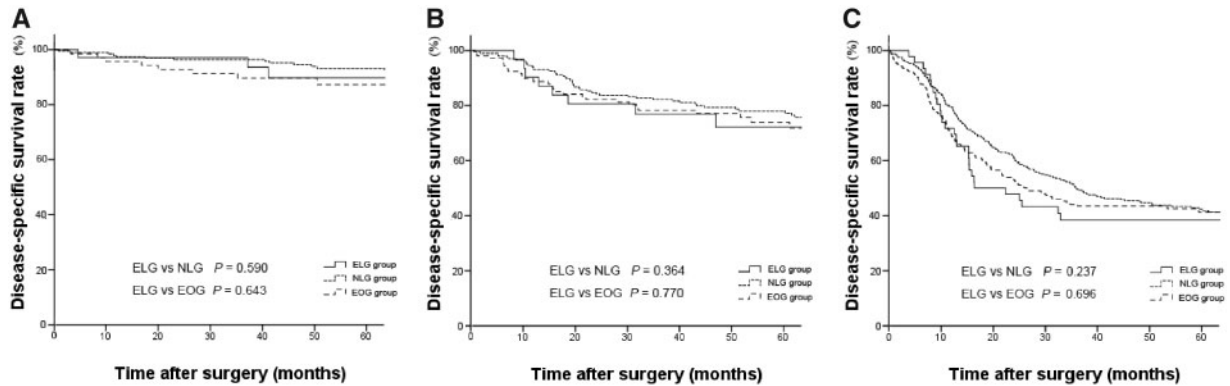 A
Disease-specific survival rate (%)
100
80
60
40
20
0
ELG vs NLG P = 0.590
ELG vs EOG P = 0.643
ELG group
NLG group
EOG group
0 10 20 30 40 50 60
Time after surgery (months)
B
Disease-specific survival rate (%)
100
80
60
40
20
0
ELG vs NLG P = 0.364
ELG vs EOG P = 0.770
ELG group
NLG group
EOG group
0 10 20 30 40 50 60
Time after surgery (months)
C
Disease-specific survival rate (%)
100
80
60
40
20
0
ELG vs NLG P = 0.237
ELG vs EOG P = 0.696
ELG group
NLG group
EOG group
0 10 20 30 40 50 60
Time after surgery (months)